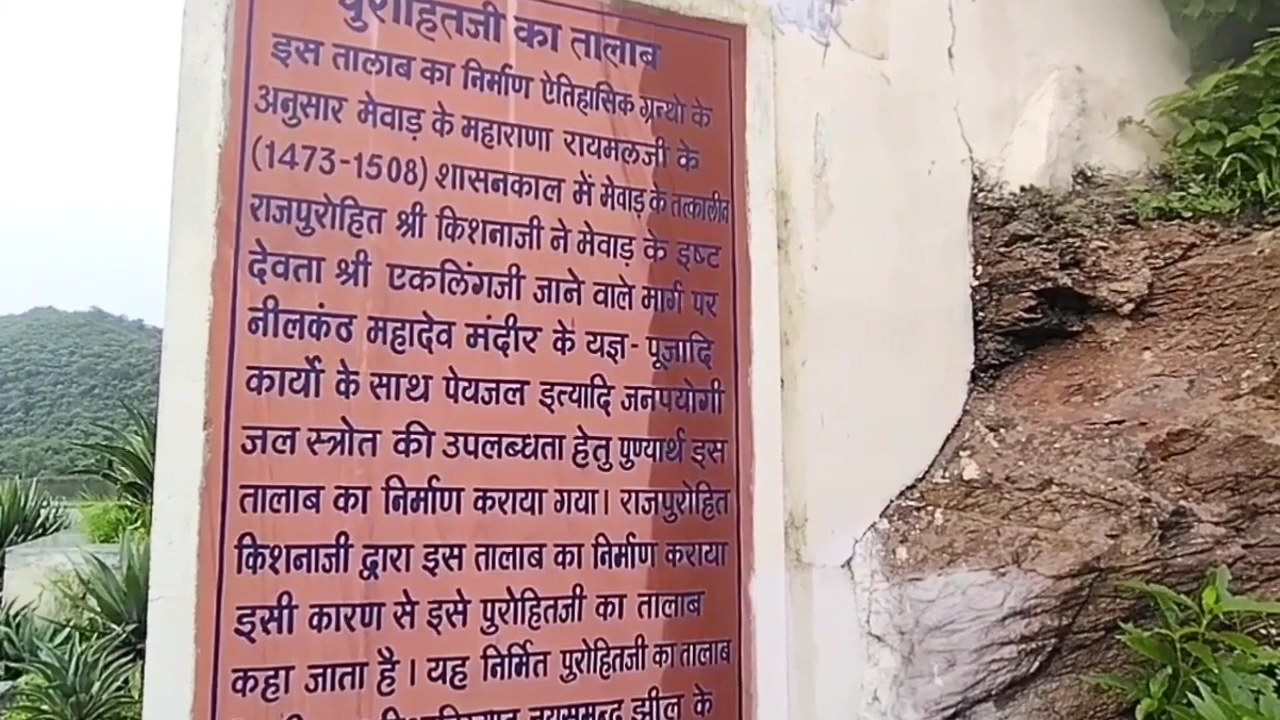 पुरोहितजी का तालाब
इस तालाब का निर्माण ऐतिहासिक ग्रन्थो के
अनुसार मेवाड़ के महाराणा रायमलजी के
(1473-1508) शासनकाल में मेवाड़ के तत्कालीन
राजपुरोहित श्री किशनाजी ने मेवाड़ के इष्ट
देवता श्री एकलिंगजी जाने वाले मार्ग पर
नीलकंठ महादेव मंदीर के यज्ञ- पूजादि
कार्यो के साथ पेयजल इत्यादि जनपयोगी
जल स्त्रोत की उपलब्धता हेतु पुण्यार्थ इस
तालाब का निर्माण कराया गया। राजपुरोहित
किशनाजी द्वारा इस तालाब का निर्माण कराया
इसी कारण से इसे पुरोहितजी का तालाब
कहा जाता है। यह निर्मित पुरोहितजी का तालाब
जयसमन्द झील के